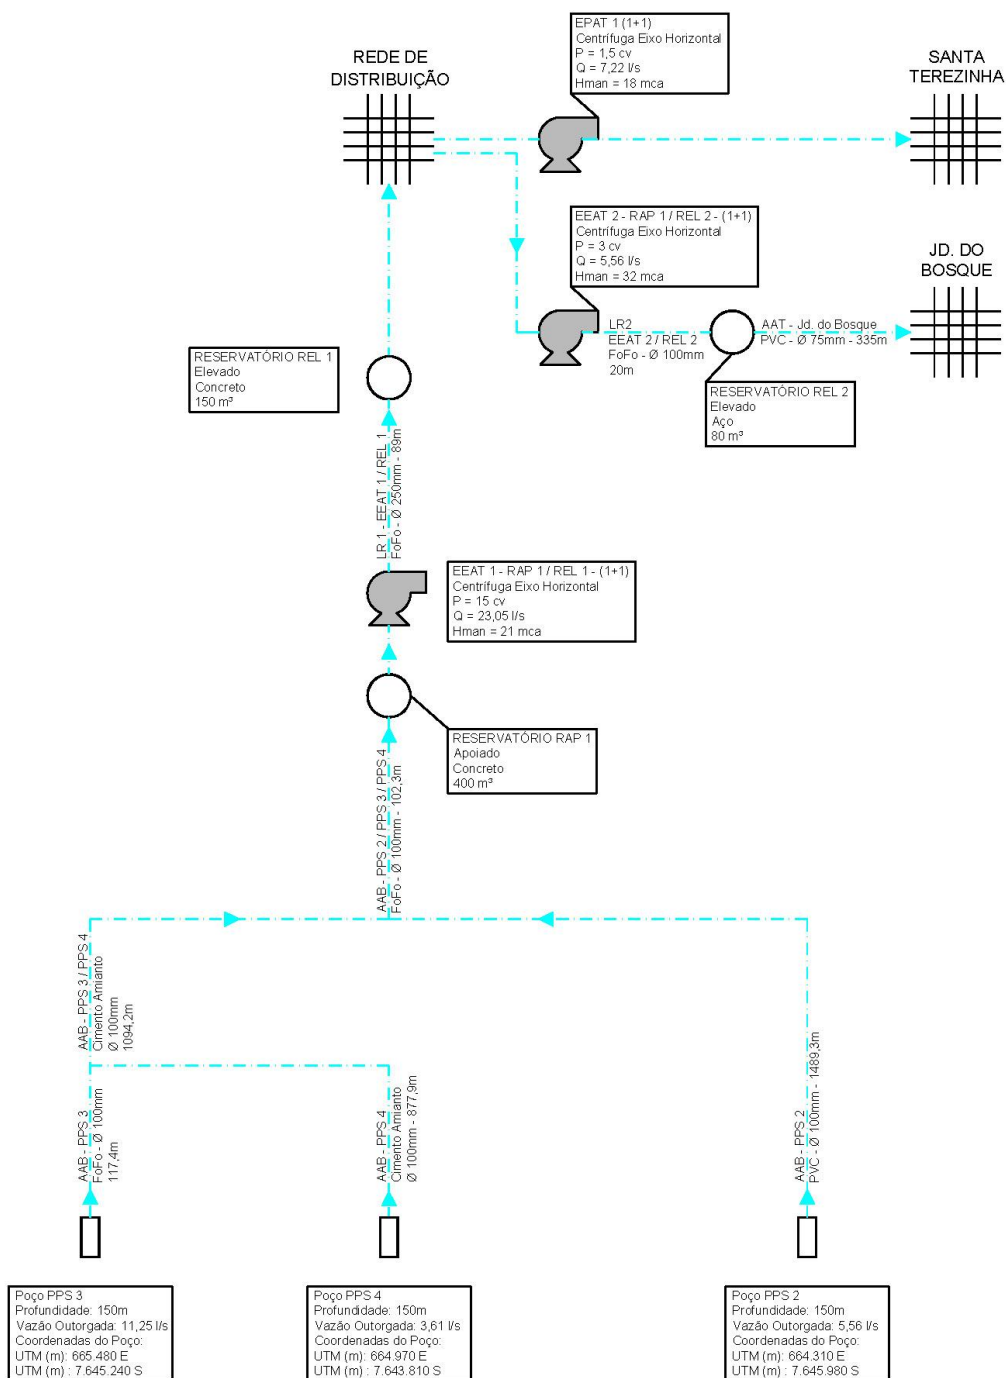 EPAT 1 (1+1)
Centrífuga Eixo Horizontal
P = 1,5 cv
Q = 7,22 l/s
Hman = 18 mca
REDE DE
DISTRIBUIÇÃO
SANTA
TEREZINHA
EEAT 2 - RAP 1 / REL 2 - (1+1)
Centrífuga Eixo Horizontal
P = 3 cv
Q = 5,56 l/s
Hman = 32 mca
JD. DO
BOSQUE
LR2
EEAT 2 / REL 2
FoFo - Ø 100mm
20m
AAT - Jd. do Bosque
PVC - Ø 75mm - 335m
RESERVATÓRIO REL 1
Elevado
Concreto
150 m³
RESERVATÓRIO REL 2
Elevado
Aço
80 m³
LR 1 - EEAT 1 / REL 1
FoFo - Ø 250mm - 89m
EEAT 1 - RAP 1 / REL 1 - (1+1)
Centrífuga Eixo Horizontal
P = 15 cv
Q = 23,05 l/s
Hman = 21 mca
RESERVATÓRIO RAP 1
Apoiado
Concreto
400 m³
AAB - PPS 2 / PPS 3 / PPS 4
FoFo - Ø 100mm - 102,3m
AAB - PPS 3 / PPS 4
Cimento Amianto
Ø 100mm
1094,2m
AAB - PPS 3
FoFo - Ø 100mm
117,4m
AAB - PPS 4
Cimento Amianto
Ø 100mm - 877,9m
AAB - PPS 2
PVC - Ø 100mm - 1489,3m
Poço PPS 3
Profundidade: 150m
Vazão Outorgada: 11,25 l/s
Coordenadas do Poço:
UTM (m): 665.480 E
UTM (m) : 7.645.240 S
Poço PPS 4
Profundidade: 150m
Vazão Outorgada: 3,61 l/s
Coordenadas do Poço:
UTM (m): 664.970 E
UTM (m) : 7.643.810 S
Poço PPS 2
Profundidade: 150m
Vazão Outorgada: 5,56 l/s
Coordenadas do Poço:
UTM (m): 664.310 E
UTM (m) : 7.645.980 S